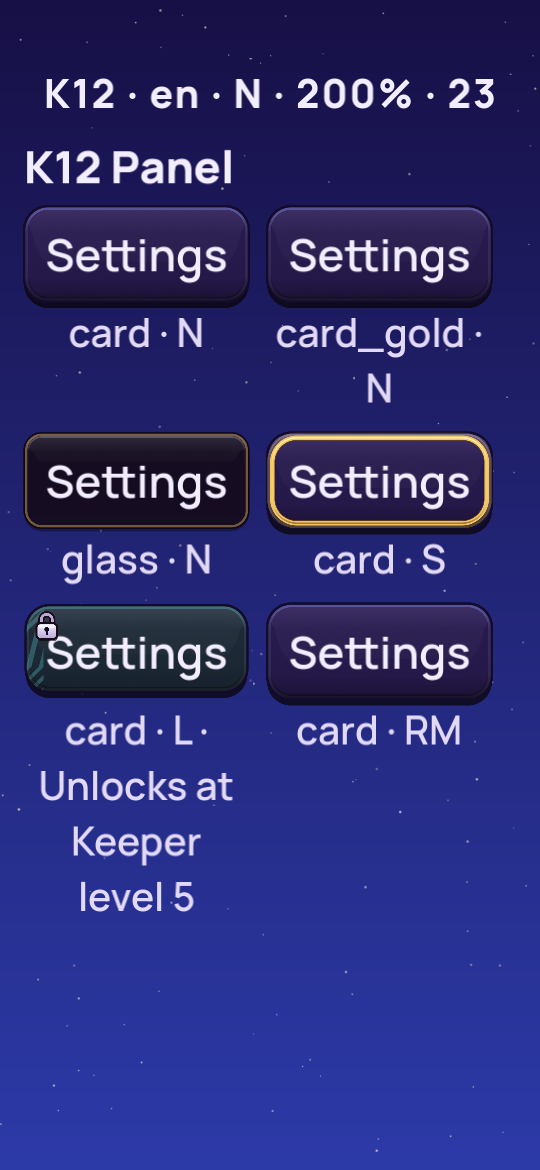 K12 · en · N · 200% · 23
K12 Panel
Settings
Settings
card · N
card_gold ·
N
Settings
Settings
glass · N
card · S
Settings
Settings
card · L ·
Unlocks at
Keeper
level 5
card · RM